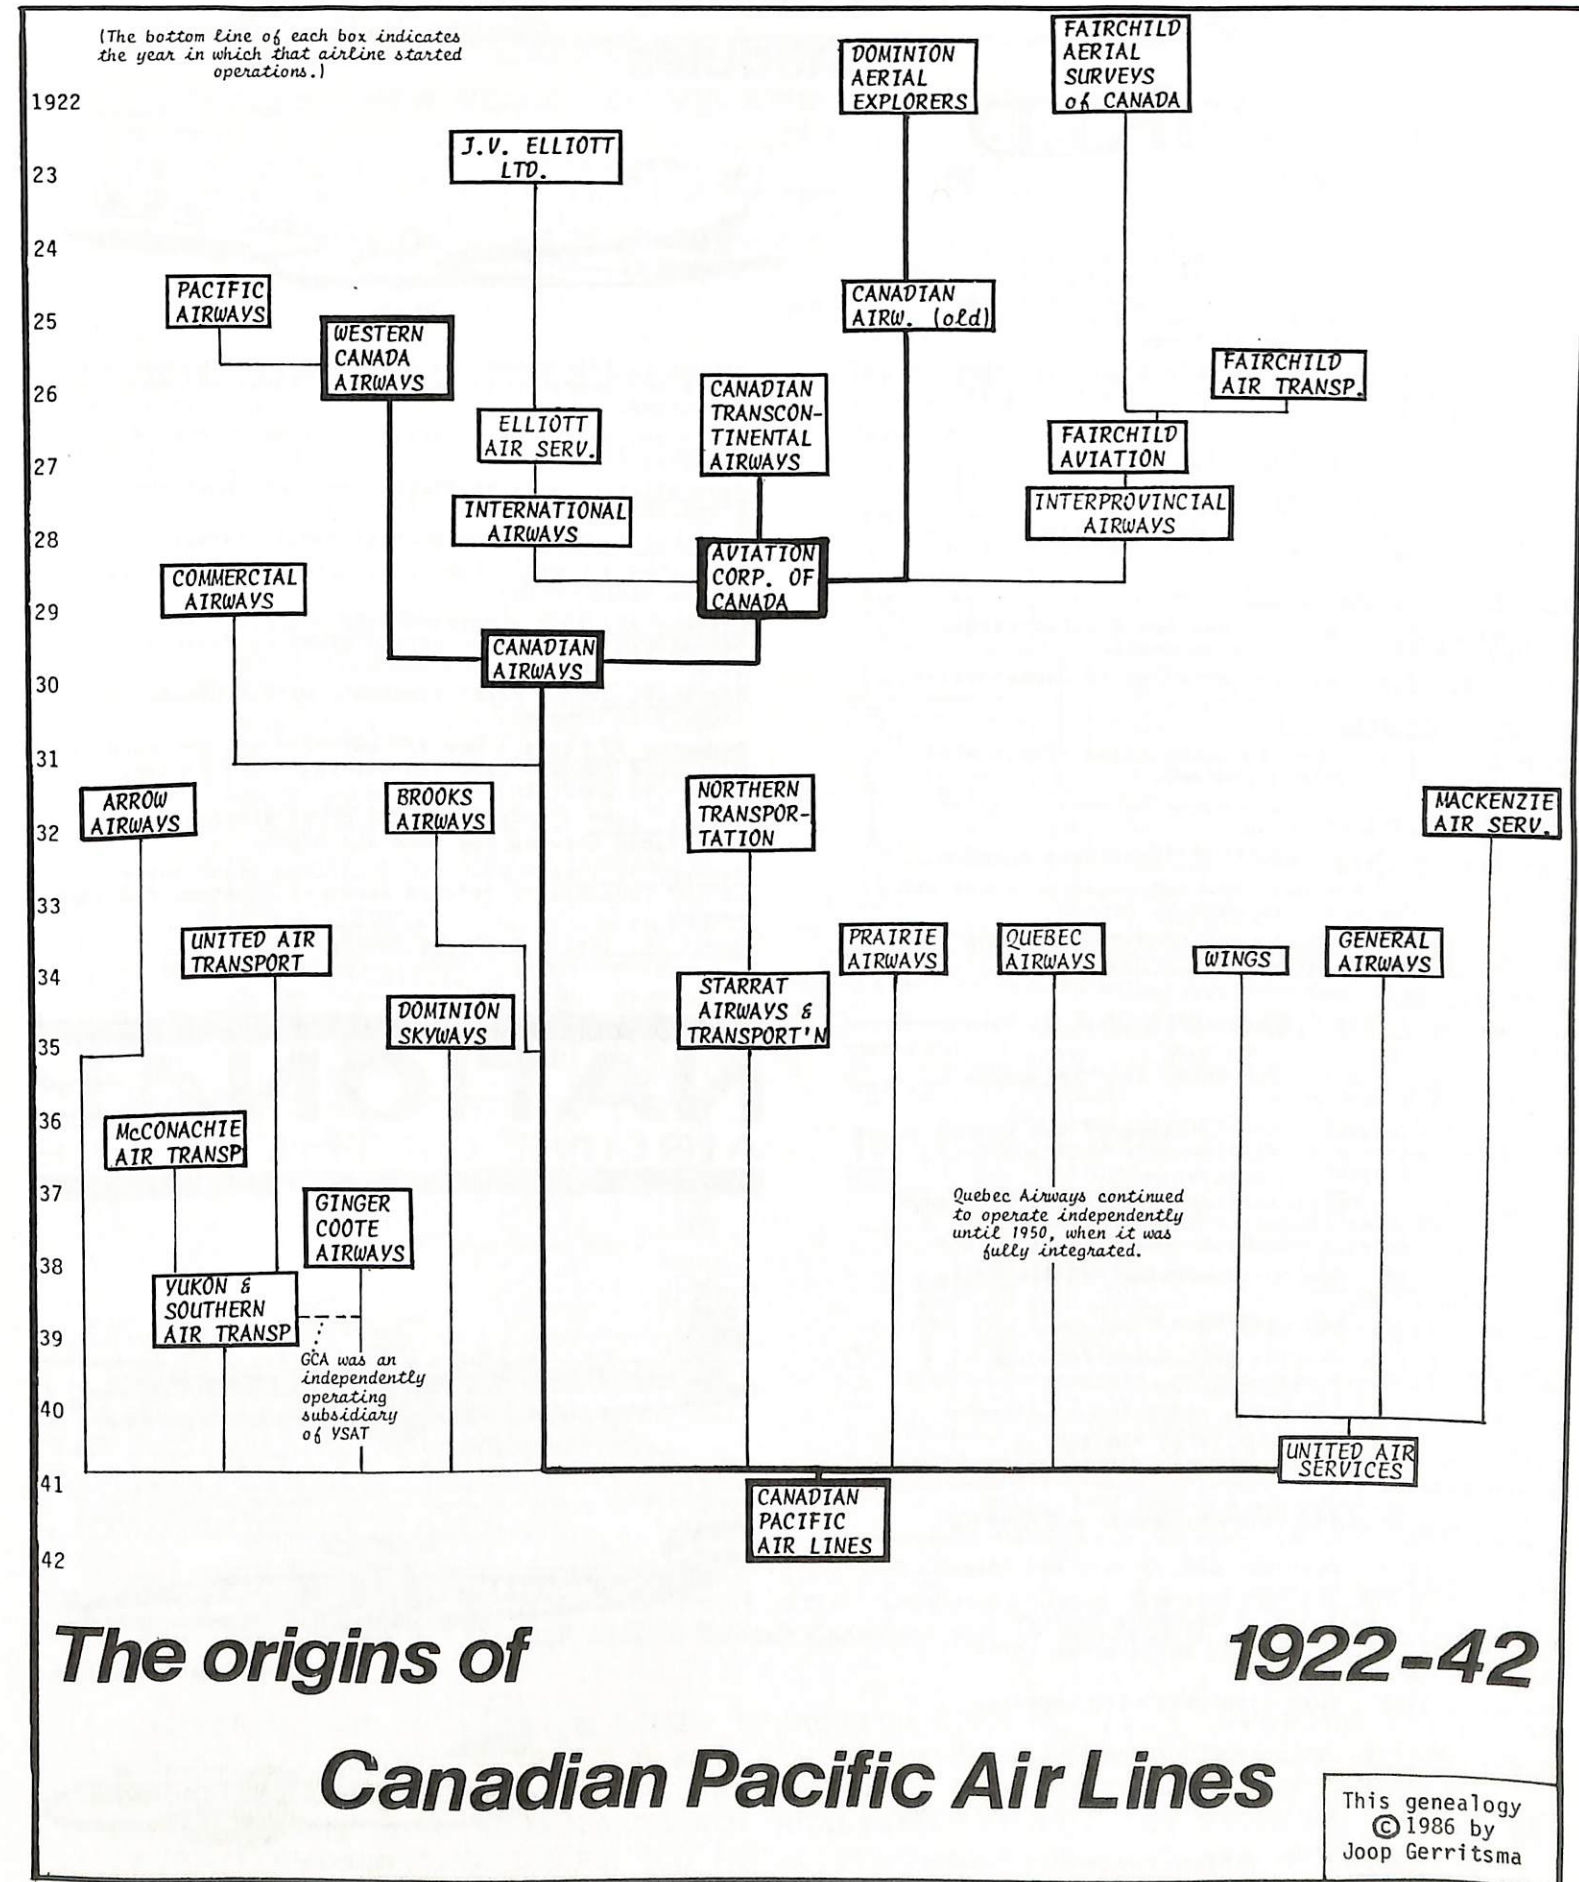 (The bottom line of each box indicates
the year in which that airline started
operations.)
DOMINION
AERIAL
EXPLORERS
FAIRCHILD
AERIAL
SURVEYS
of CANADA
1922
J.V. ELLIOTT
LTD.
23
24
PACIFIC
AIRWAYS
CANADIAN
AIRW. (old)
25
WESTERN
CANADA
AIRWAYS
FAIRCHILD
AIR TRANSP.
26
CANADIAN
TRANSCON-
TINENTAL
AIRWAYS
ELLIOTT
AIR SERV.
FAIRCHILD
AVIATION
27
INTERNATIONAL
AIRWAYS
INTERPROVINCIAL
AIRWAYS
28
AVIATION
CORP. OF
CANADA
COMMERCIAL
AIRWAYS
29
CANADIAN
AIRWAYS
30
31
ARROW
AIRWAYS
BROOKS
AIRWAYS
NORTHERN
TRANSPOR-
TATION
MACKENZIE
AIR SERV.
32
33
UNITED AIR
TRANSPORT
PRAIRIE
AIRWAYS
QUEBEC
AIRWAYS
WINGS
GENERAL
AIRWAYS
34
DOMINION
SKYWAYS
STARRAT
AIRWAYS &
TRANSPORT'N
35
36
McCONACHIE
AIR TRANSP
37
GINGER
COOTE
AIRWAYS
Quebec Airways continued
to operate independently
until 1950, when it was
fully integrated.
38
YUKON &
SOUTHERN
AIR TRANSP
39
GCA was an
independently
operating
subsidiary
of YSAT
40
UNITED AIR
SERVICES
41
CANADIAN
PACIFIC
AIR LINES
42
The origins of
1922-42
Canadian Pacific Air Lines
This genealogy
© 1986 by
Joop Gerritsma